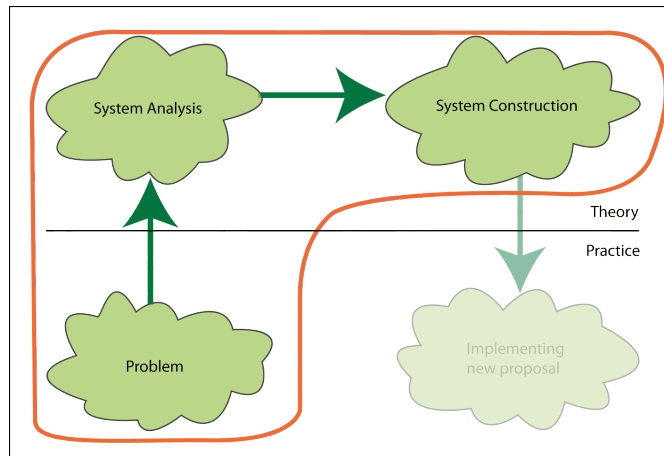 System Analysis
System Construction
Theory
Practice
Problem
Implementing
new proposal